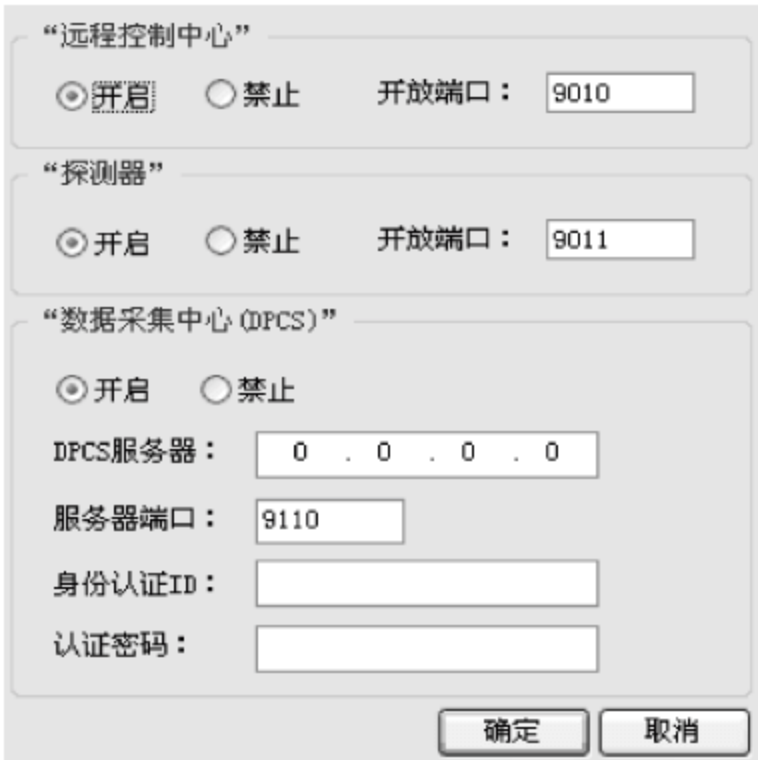 “远程控制中心”
开启 禁止 开放端口： 9010
“探测器”
开启 禁止 开放端口： 9011
“数据采集中心(DPCS)”
开启 禁止
DPCS服务器： 0 . 0 . 0 . 0
服务器端口： 9110
身份认证ID：
认证密码：
确定 取消